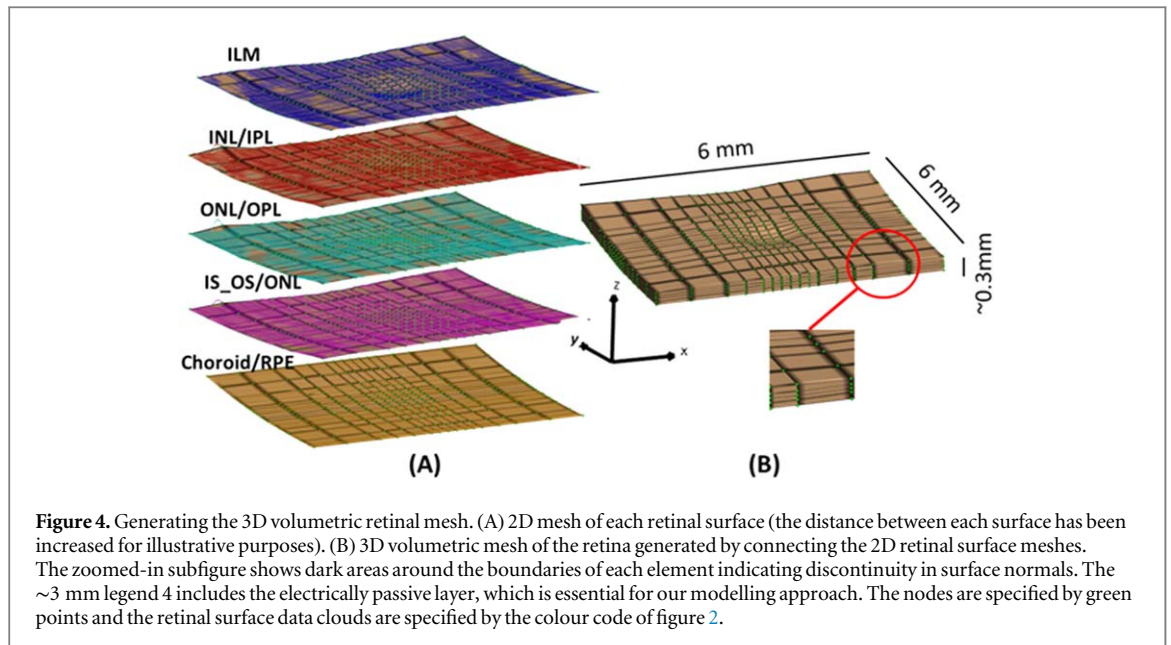 ILM
INL/IPL
ONL/OPL
IS_OS/ONL
Choroid/RPE
(A)
6 mm
6 mm
~0.3mm
z
y
x
(B)
Figure 4. Generating the 3D volumetric retinal mesh. (A) 2D mesh of each retinal surface (the distance between each surface has been
increased for illustrative purposes). (B) 3D volumetric mesh of the retina generated by connecting the 2D retinal surface meshes.
The zoomed-in subfigure shows dark areas around the boundaries of each element indicating discontinuity in surface normals. The
~3 mm legend 4 includes the electrically passive layer, which is essential for our modelling approach. The nodes are specified by green
points and the retinal surface data clouds are specified by the colour code of figure 2.